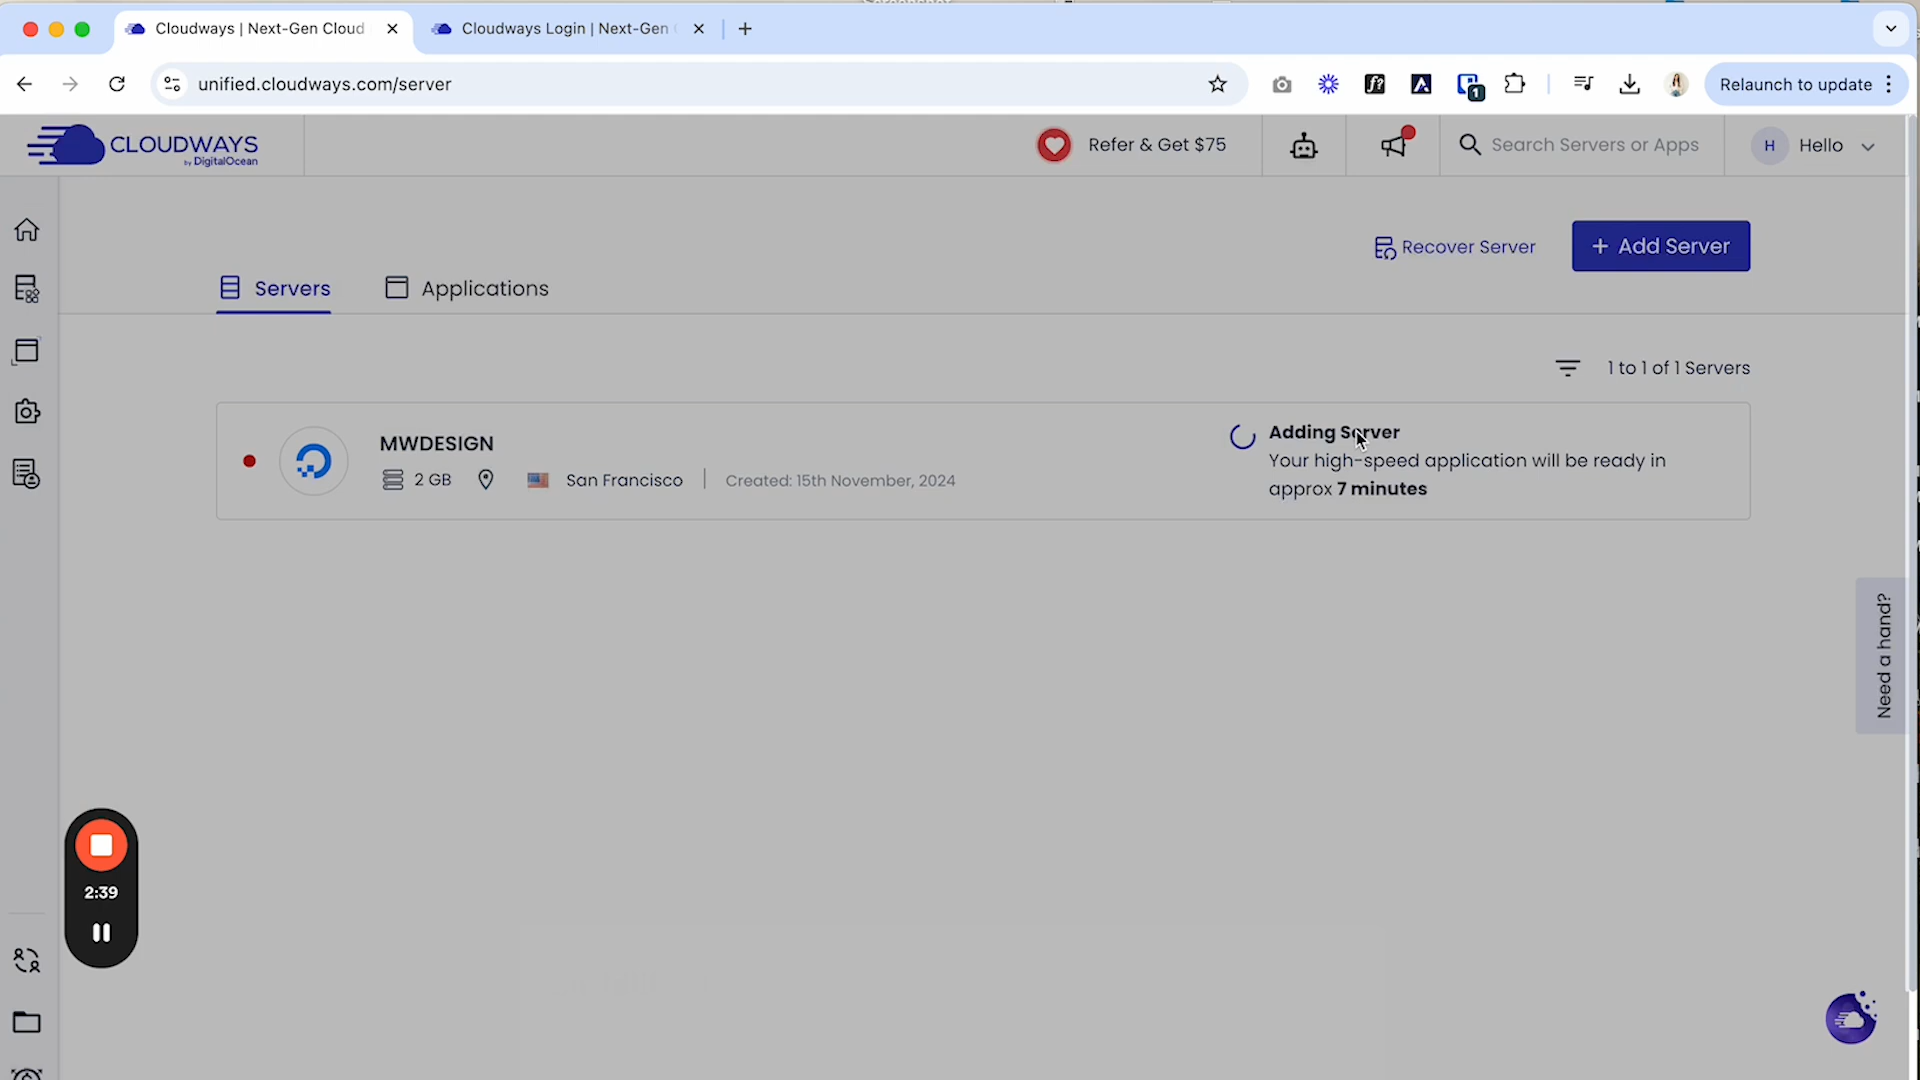 Cloudways | Next-Gen Cloud
Cloudways Login | Next-Gen
unified.cloudways.com/server
1
Relaunch to update
CLOUDWAYS
by DigitalOcean
Refer & Get $75
Search Servers or Apps
H
Hello
Recover Server
+ Add Server
Servers
Applications
1 to 1 of 1 Servers
MWDESIGN
2 GB
San Francisco
Created: 15th November, 2024
Adding Server
Your high-speed application will be ready in
approx 7 minutes
Need a hand?
2:39